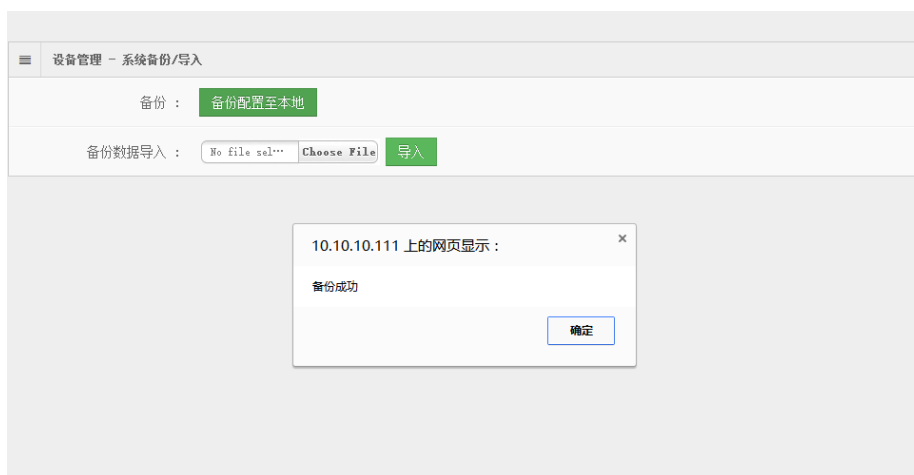 设备管理 - 系统备份/导入
备份 : 备份配置至本地
备份数据导入 : No file sel… Choose File 导入
10.10.10.111 上的网页显示: ×
备份成功
确定